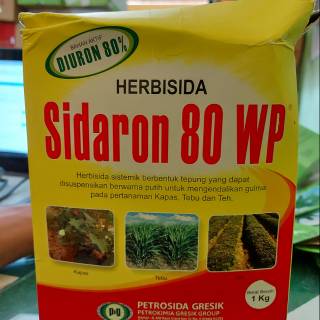 BAHAN AKTIF
DIURON 80%
HERBISIDA
Sidaron 80 WP
Herbisida sistemik berbentuk tepung yang dapat
disuspensikan berwarna putih untuk mengendalikan gulma
pada pertanaman Kapas, Tebu dan Teh.
Kapas
Tebu
Berat Bersih
1 Kg
PETROSIDA GRESIK
PETROKIMIA GRESIK GROUP